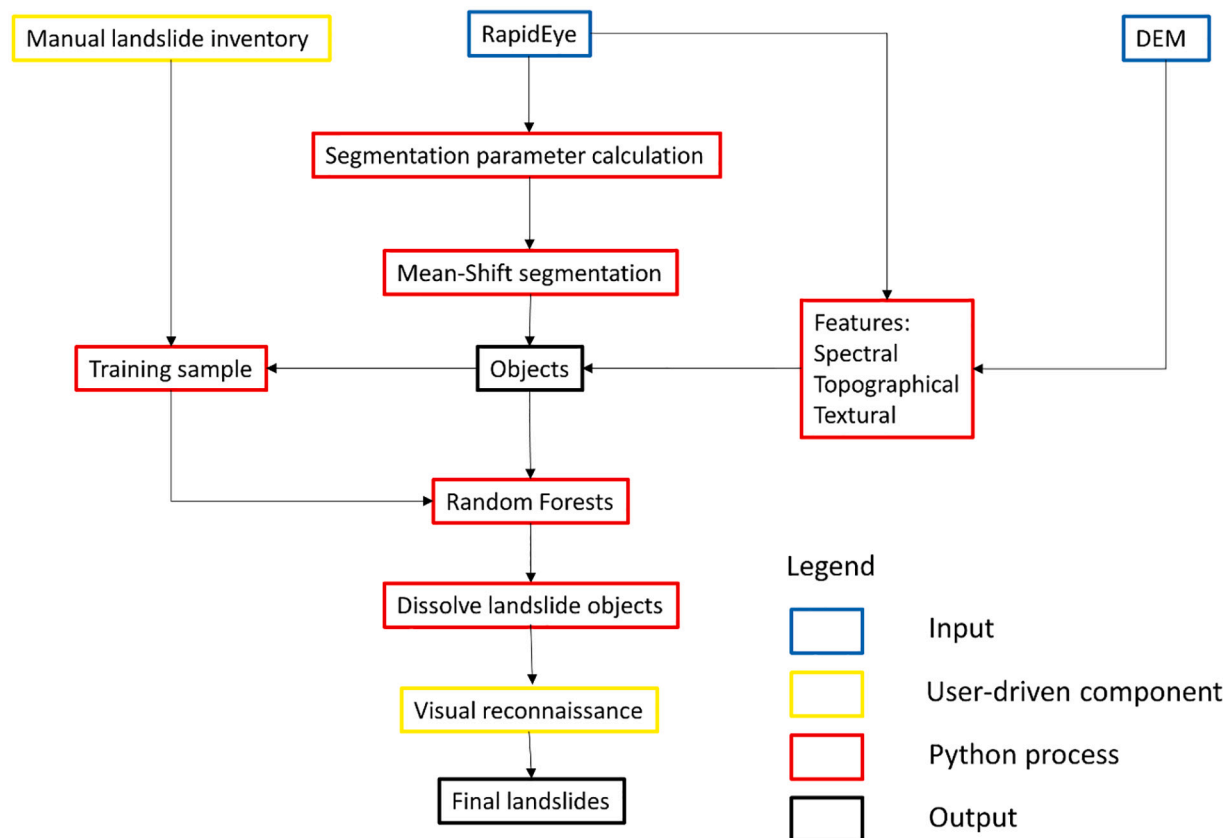 Manual landslide inventory
RapidEye
DEM
Segmentation parameter calculation
Mean-Shift segmentation
Features:
Spectral
Topographical
Textural
Training sample
Objects
Random Forests
Dissolve landslide objects
Visual reconnaissance
Final landslides
Legend
Input
User-driven component
Python process
Output